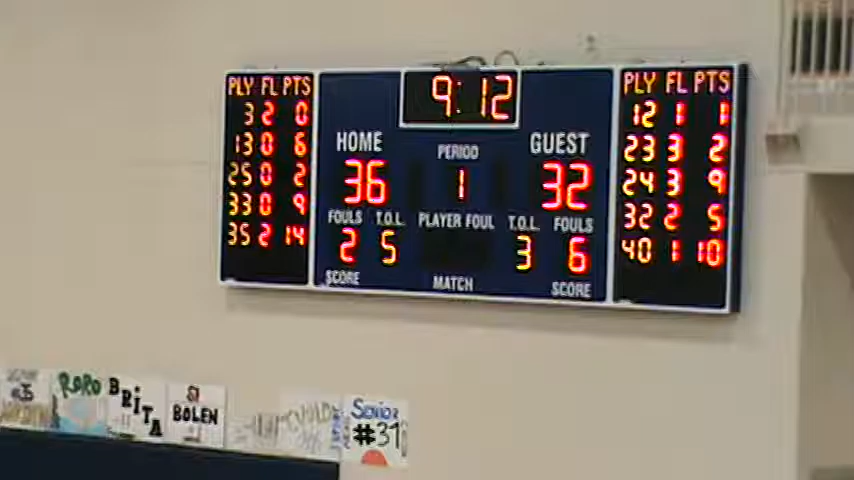 PLY FL PTS
3 2 0
13 0 6
25 0 2
33 0 9
35 2 14
9:12
HOME PERIOD GUEST
36 1 32
FOULS T.O.L. PLAYER FOUL T.O.L. FOULS
2 5 3 6
SCORE MATCH SCORE
PLY FL PTS
12 1 1
23 3 2
24 3 9
32 2 5
40 1 10
RORO
BRITA
BOLEN
SENIOR
#31